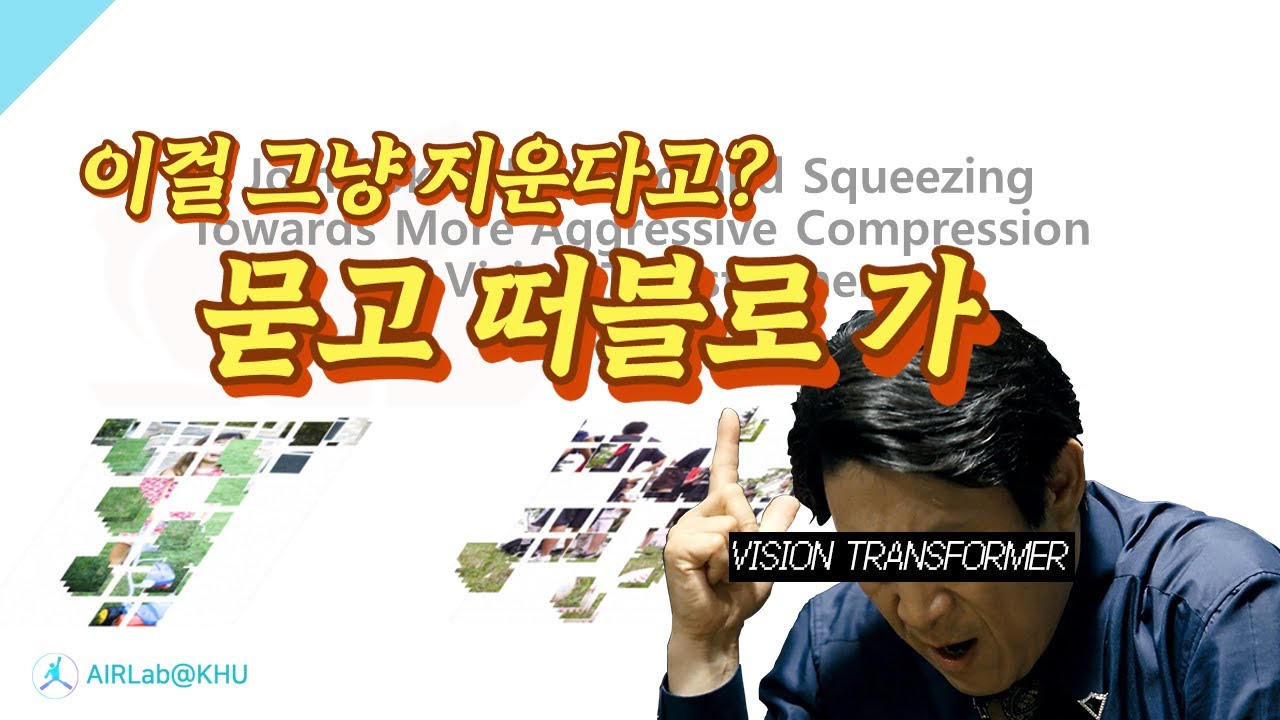 이걸 그냥 지운다고?
Squeezing
Towards More Aggressive Compression
묻고 떠블로 가
VISION TRANSFORMER
AIRLab@KHU